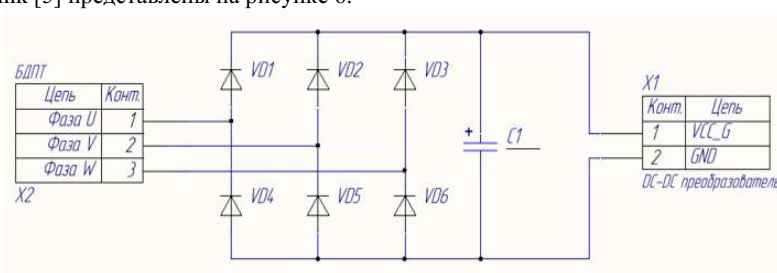 ник [5] представлены на рисунке 6.
БДПТ
Цепь Конт.
Фаза U 1
Фаза V 2
Фаза W 3
X2
VD1 VD2 VD3
VD4 VD5 VD6
+ C1
X1
Конт. Цепь
1 VCC_G
2 GND
DC-DC преобразователь